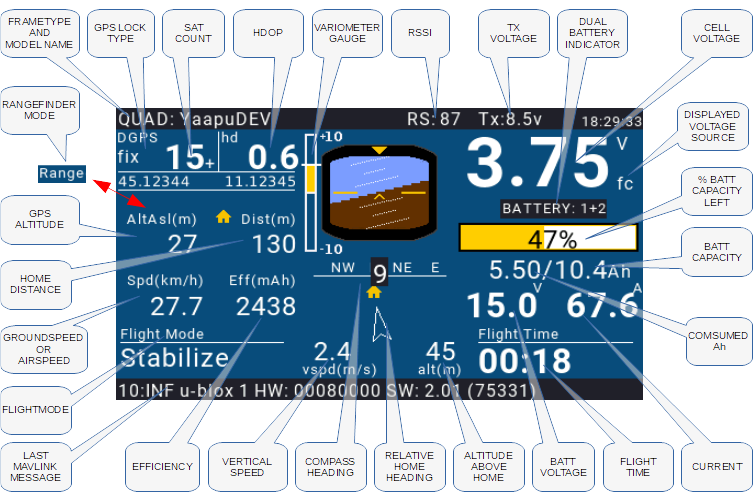 FRAMETYPE
AND
MODEL NAME
GPS LOCK
TYPE
SAT
COUNT
HDOP
VARIOMETER
GAUGE
RSSI
TX
VOLTAGE
DUAL
BATTERY
INDICATOR
CELL
VOLTAGE
RANGEFINDER
MODE
Range
GPS
ALTITUDE
HOME
DISTANCE
GROUNDSPEED
OR
AIRSPEED
FLIGHTMODE
LAST
MAVLINK
MESSAGE
QUAD: YaapuDEV RS: 87 Tx:8.5v 18:29:33
DGPS hd +10
fix 15+ 0.6
45.12344 11.12345
3.75 V
fc
BATTERY: 1+2
AltAsl(m) Dist(m)
27 130
-10
47%
NW 9 NE E
5.50/10.4Ah
Spd(km/h) Eff(mAh)
27.7 2438
15.0 V 67.6 A
Flight Mode
Stabilize
2.4 45
vspd(m/s) alt(m)
Flight Time
00:18
10:INF u-blox 1 HW: 00080000 SW: 2.01 (75331)
DISPLAYED
VOLTAGE
SOURCE
% BATT
CAPACITY
LEFT
BATT
CAPACITY
COMSUMED
Ah
EFFICIENCY
VERTICAL
SPEED
COMPASS
HEADING
RELATIVE
HOME
HEADING
ALTITUDE
ABOVE
HOME
BATT
VOLTAGE
FLIGHT
TIME
CURRENT